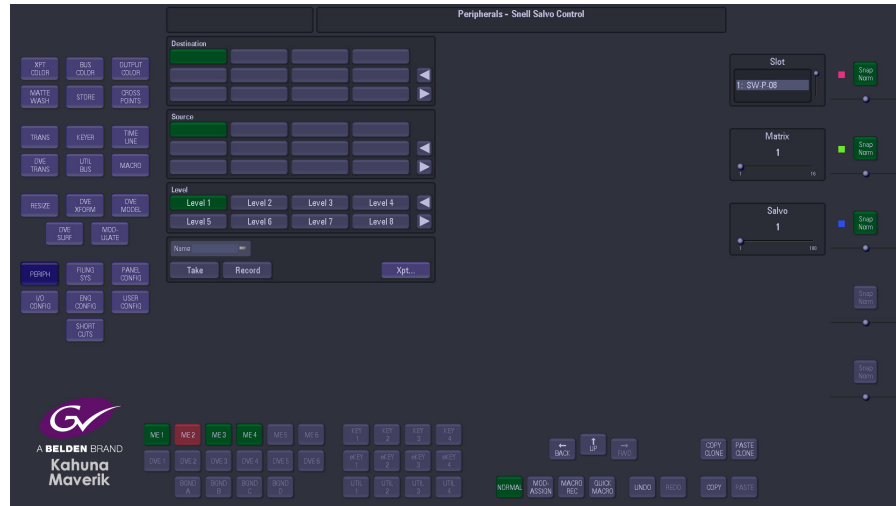 Peripherals - Snell Salvo Control
Destination
Source
Level
Level 1 Level 2 Level 3 Level 4
Level 5 Level 6 Level 7 Level 8
Name
Take Record Xpt...
Slot
1: SW-P-08
Snap
Norm
Matrix
1
1 16
Snap
Norm
Salvo
1
1 100
Snap
Norm
Snap
Norm
Snap
Norm
XPT
COLOR
BUS
COLOR
OUTPUT
COLOR
MATTE
WASH
STORE
CROSS
POINTS
TRANS
KEYER
TIME
LINE
DVE
TRANS
UTIL
BUS
MACRO
RESIZE
DVE
XFORM
DVE
MODEL
DVE
SURF
MOD-
ULATE
PERIPH
FILING
SYS
PANEL
CONFIG
I/O
CONFIG
ENG
CONFIG
USER
CONFIG
SHORT
CUTS
GV
A BELDEN BRAND
Kahuna
Maverik
ME 1 ME 2 ME 3 ME 4 ME 5 ME 6
DVE 1 DVE 2 DVE 3 DVE 4 DVE 5 DVE 6
BOND
A
BOND
B
BOND
C
BOND
D
KEY
1
KEY
2
KEY
3
KEY
4
eKEY
1
eKEY
2
eKEY
3
eKEY
4
UTIL
1
UTIL
2
UTIL
3
UTIL
4
BACK
UP
FWD
COPY
CLONE
PASTE
CLONE
NORMAL
MOD-
ASSIGN
MACRO
REC
QUICK
MACRO
UNDO
REDO
COPY
PASTE